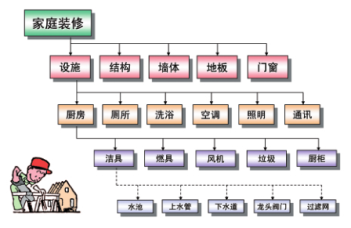 家庭装修
设施
结构
墙体
地板
门窗
厨房
厕所
洗浴
空调
照明
通讯
洁具
燃具
风机
垃圾
厨柜
水池
上水管
下水道
龙头阀门
过滤网